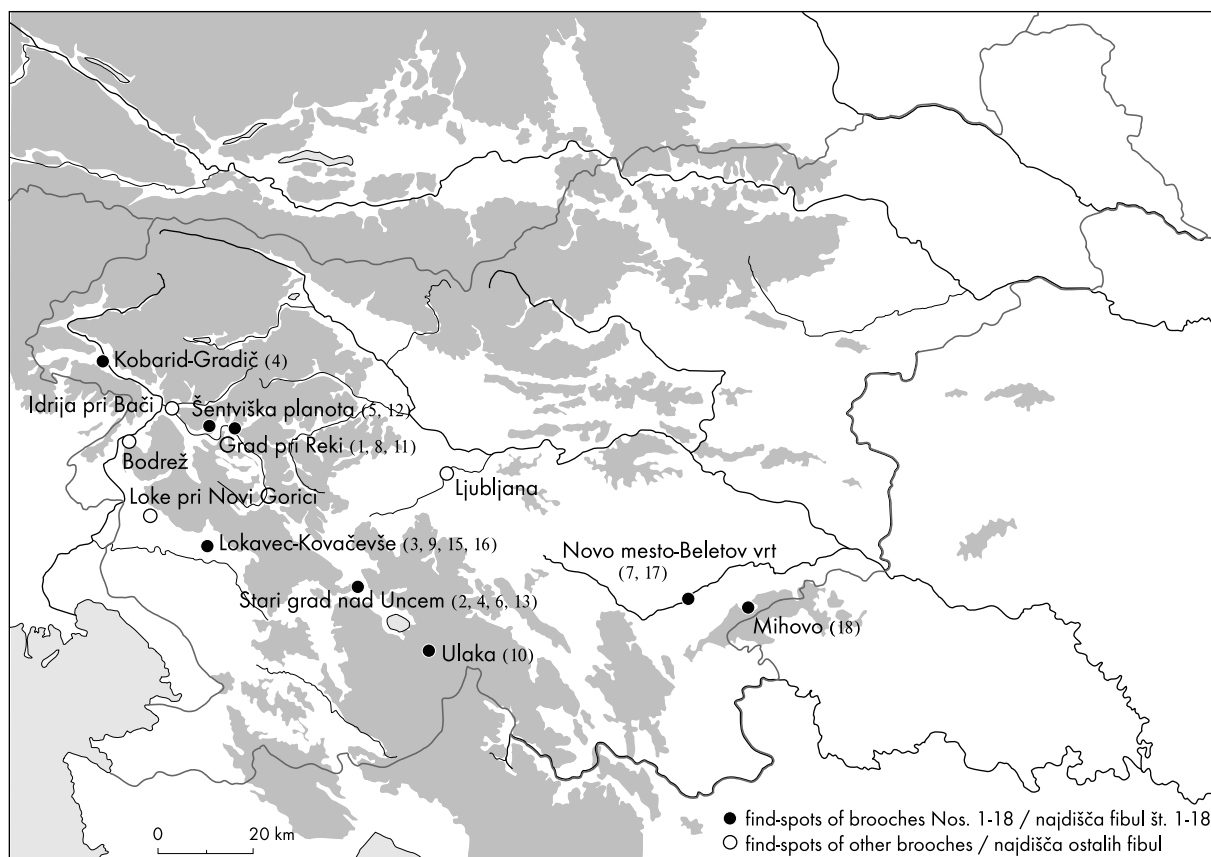 Kobarid-Gradič (4)
Idrija pri Bači
Šentviška planota (5, 12)
Grad pri Reki (1, 8, 11)
Bodrež
Ljubljana
Loke pri Novi Gorici
Lokavec-Kovačevše (3, 9, 15, 16)
Novo mesto-Beletov vrt
(7, 17)
Stari grad nad Uncem (2, 4, 6, 13)
Mihovo (18)
Ulaka (10)
find-spots of brooches Nos. 1-18 / najdišča fibul št. 1-18
find-spots of other brooches / najdišča ostalih fibul
0 20 km